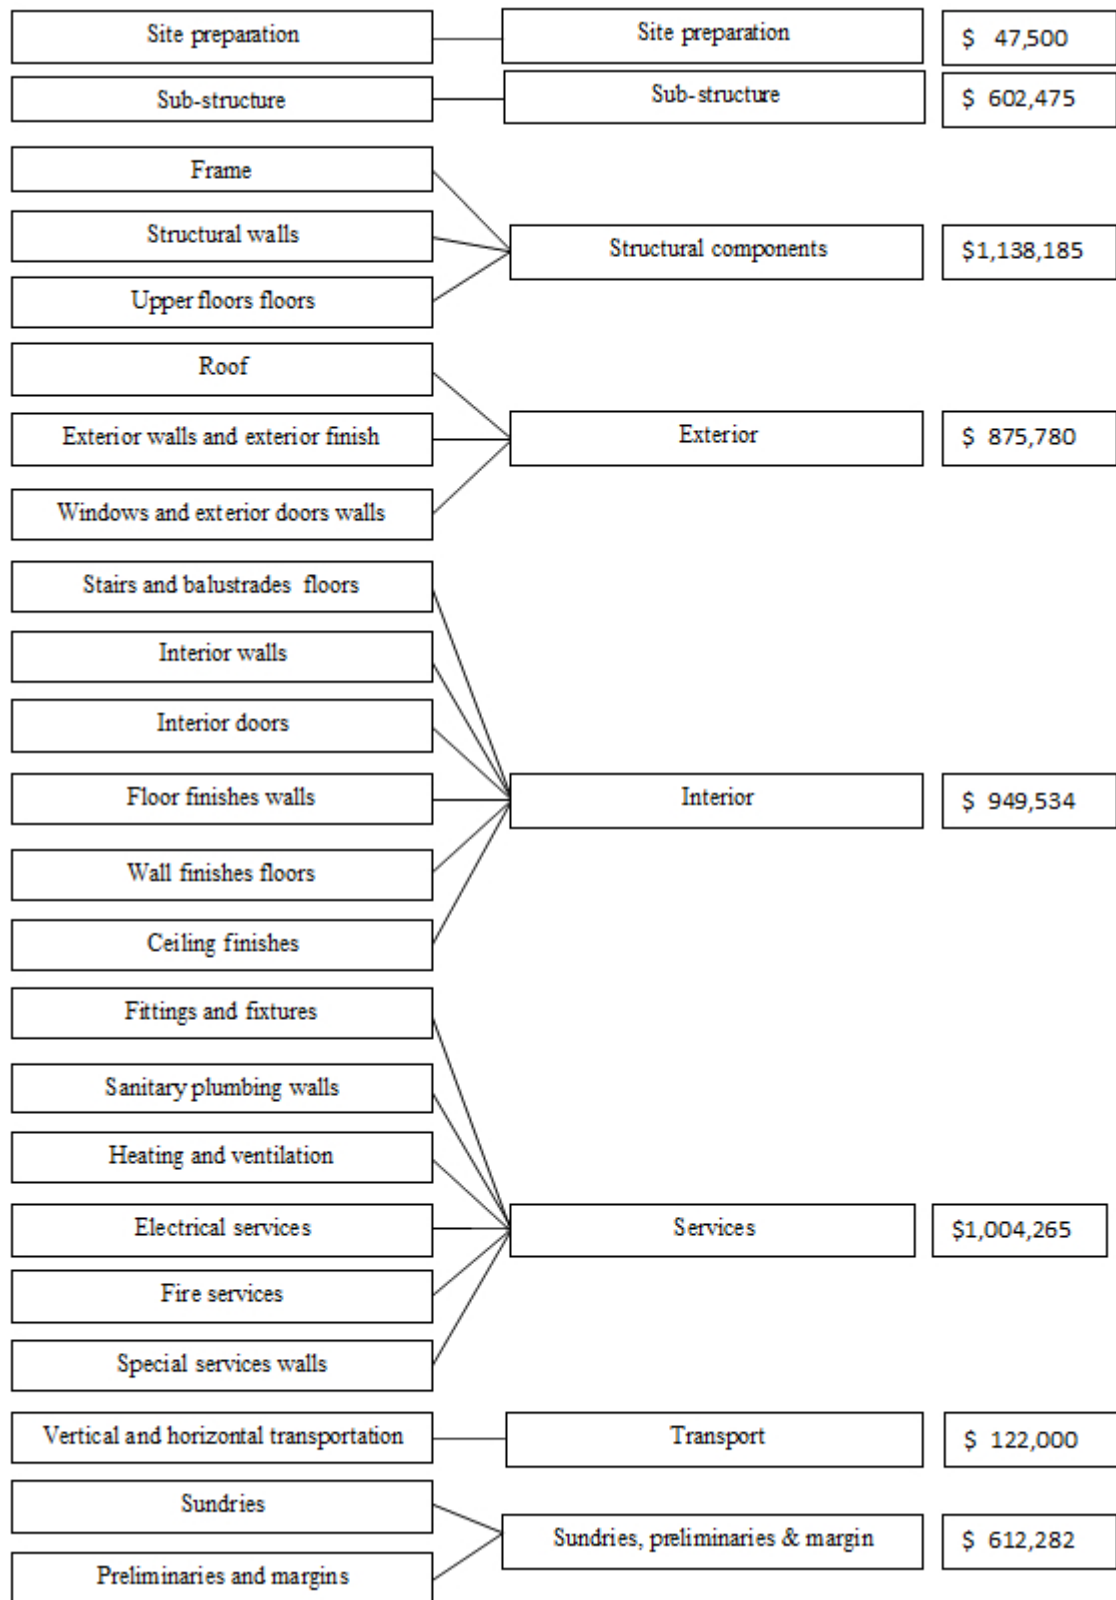 Site preparation
Site preparation
$ 47,500
Sub-structure
Sub-structure
$ 602,475
Frame
Structural walls
Structural components
$1,138,185
Upper floors floors
Roof
Exterior walls and exterior finish
Exterior
$ 875,780
Windows and exterior doors walls
Stairs and balustrades floors
Interior walls
Interior doors
Floor finishes walls
Interior
$ 949,534
Wall finishes floors
Ceiling finishes
Fittings and fixtures
Sanitary plumbing walls
Heating and ventilation
Electrical services
Services
$1,004,265
Fire services
Special services walls
Vertical and horizontal transportation
Transport
$ 122,000
Sundries
Sundries, preliminaries & margin
$ 612,282
Preliminaries and margins